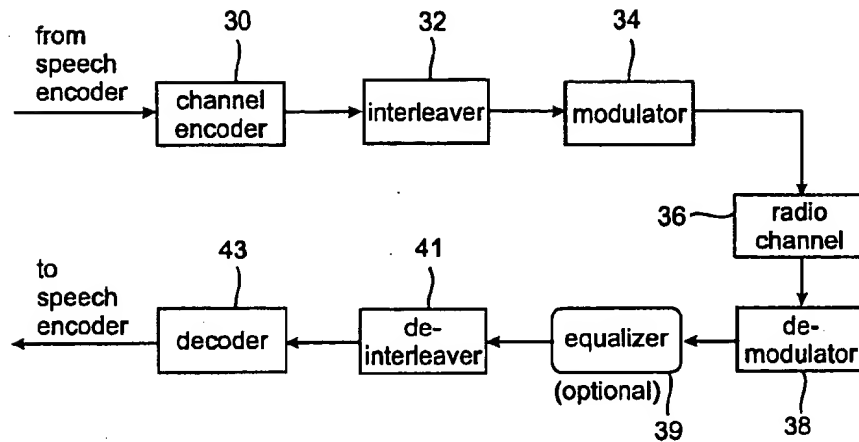 30
32
34
from
speech
encoder
channel
encoder
interleaver
modulator
36
radio
channel
to
speech
encoder
43
41
decoder
de-
interleaver
equalizer
(optional)
39
de-
modulator
38